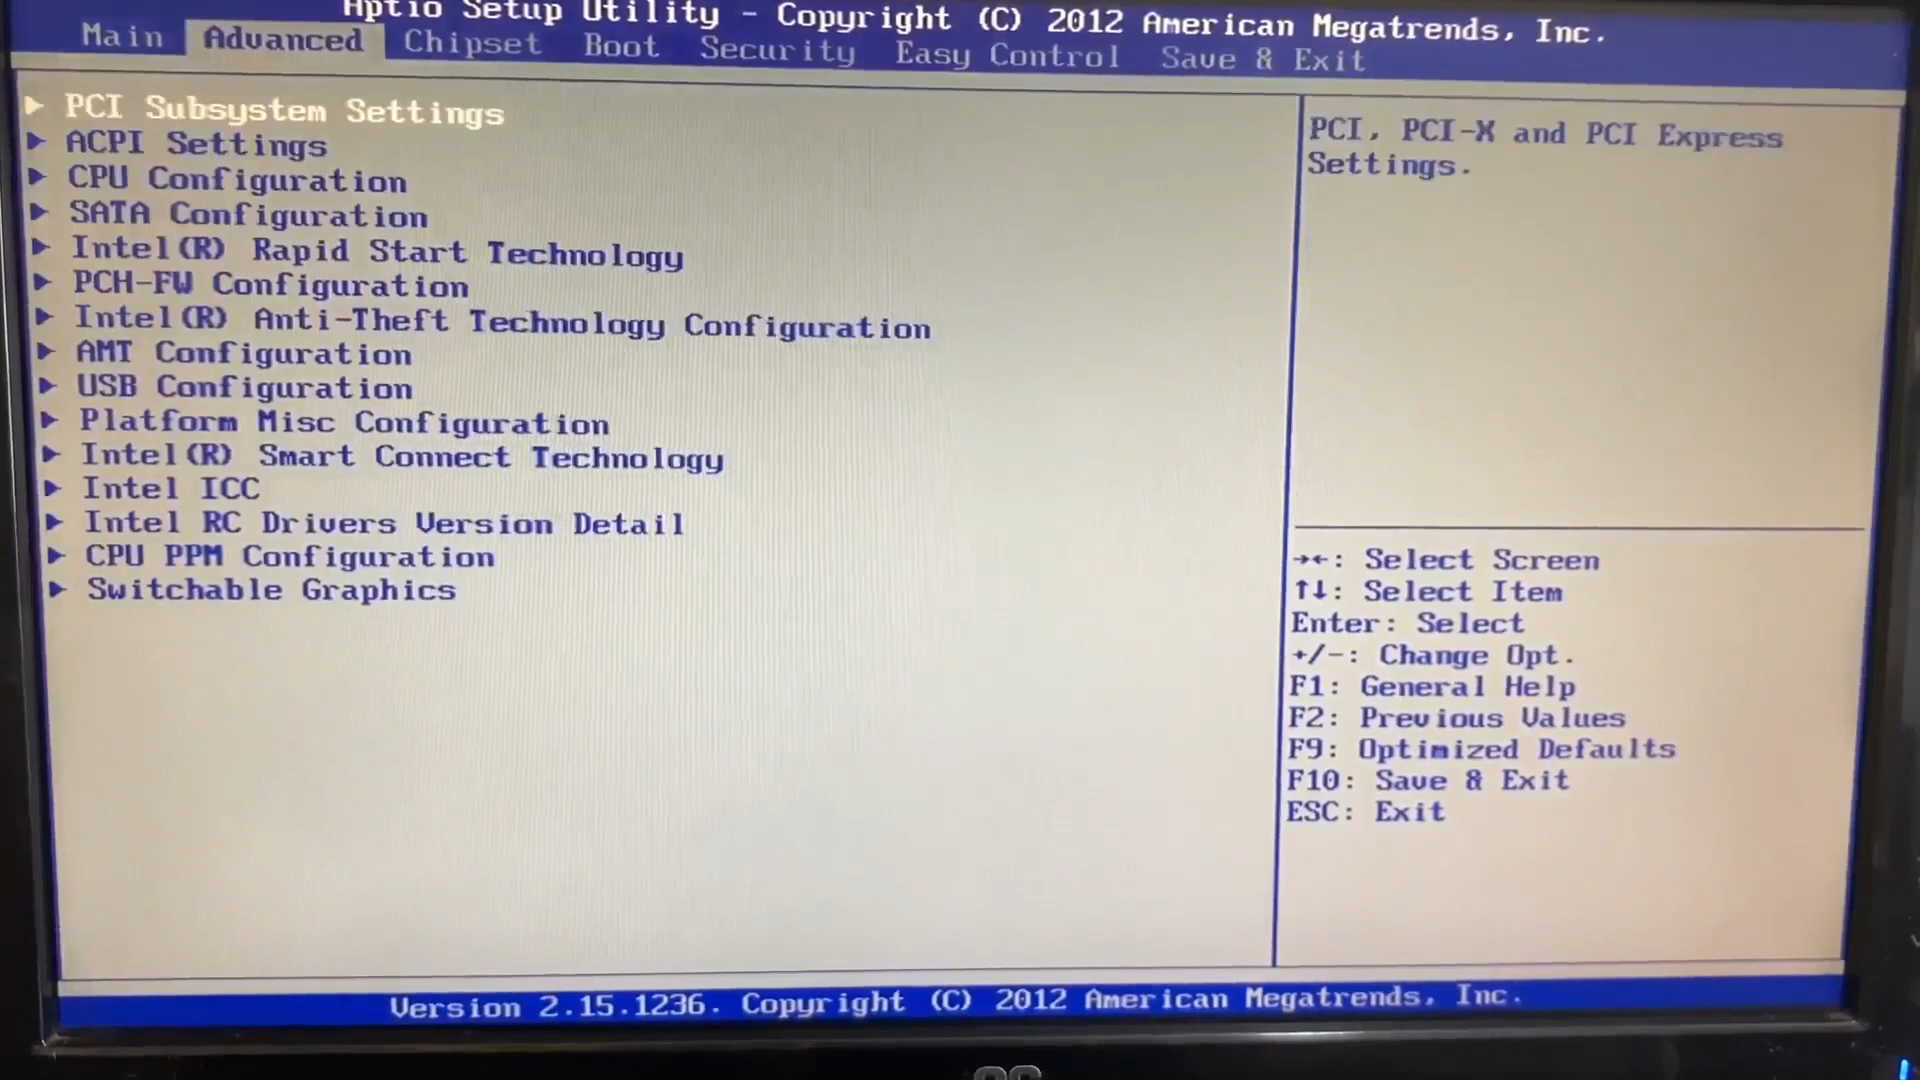 Aptio Setup Utility - Copyright (C) 2012 American Megatrends, Inc.
Main Advanced Chipset Boot Security Easy Control Save & Exit
PCI Subsystem Settings
ACPI Settings
CPU Configuration
SATA Configuration
Intel(R) Rapid Start Technology
PCH-FW Configuration
Intel(R) Anti-Theft Technology Configuration
AMT Configuration
USB Configuration
Platform Misc Configuration
Intel(R) Smart Connect Technology
Intel ICC
Intel RC Drivers Version Detail
CPU PPM Configuration
Switchable Graphics
PCI, PCI-X and PCI Express
Settings.
→←: Select Screen
↑↓: Select Item
Enter: Select
+/-: Change Opt.
F1: General Help
F2: Previous Values
F9: Optimized Defaults
F10: Save & Exit
ESC: Exit
Version 2.15.1236. Copyright (C) 2012 American Megatrends, Inc.